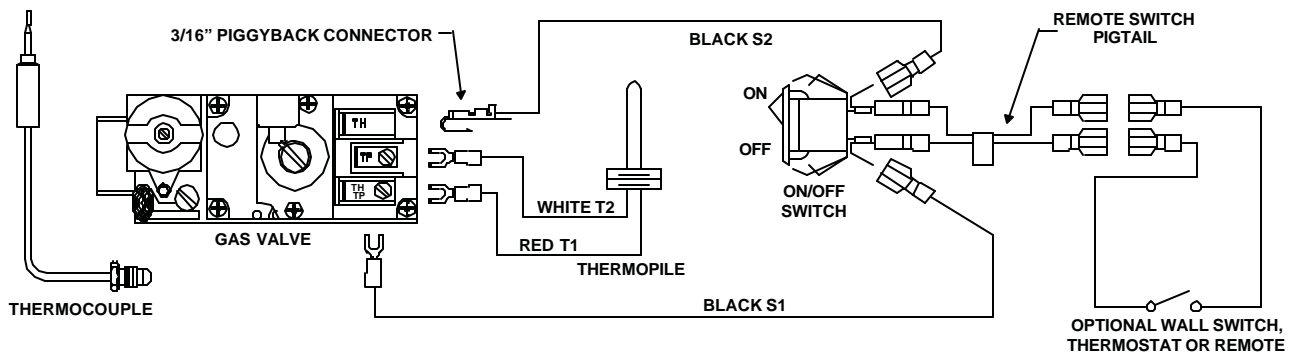 3/16” PIGGYBACK CONNECTOR
BLACK S2
REMOTE SWITCH
PIGTAIL
ON
OFF
ON/OFF
SWITCH
TH
TP
TH
TP
GAS VALVE
WHITE T2
RED T1
THERMOPILE
THERMOCOUPLE
BLACK S1
OPTIONAL WALL SWITCH,
THERMOSTAT OR REMOTE